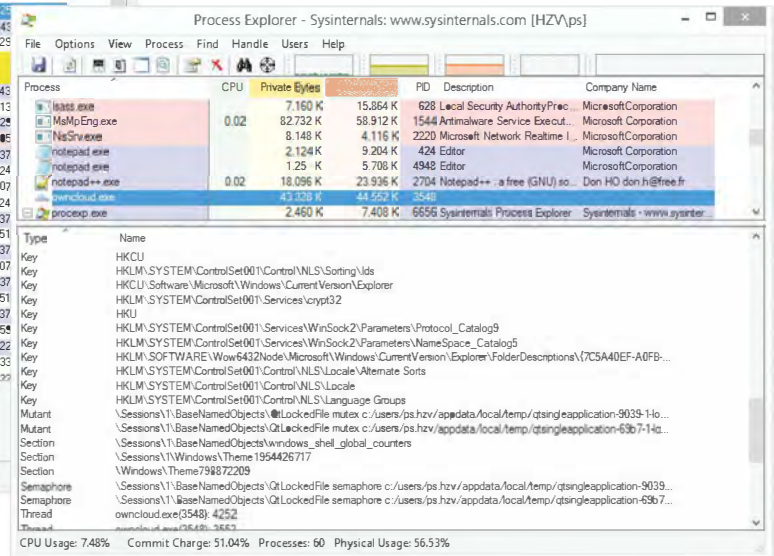 Process Explorer - Sysinternals: www.sysinternals.com [HZV\ps]
File Options View Process Find Handle Users Help
Process CPU Private Bytes PID Description Company Name
lsass.exe 7.160 K 15.864 K 628 Local Security Authority Proc... Microsoft Corporation
MsMpEng.exe 0.02 82.732 K 58.912 K 1544 Antimalware Service Execut... Microsoft Corporation
NisSrv.exe 8.148 K 4.116 K 2220 Microsoft Network Realtime I... Microsoft Corporation
notepad.exe 2.124 K 9.204 K 424 Editor Microsoft Corporation
notepad.exe K 5.708 K 4948 Editor Microsoft Corporation
notepad++.exe 0.02 18.096 K 23.936 K 2704 Notepad++ : a free (GNU) so... Don HO don.h@free.fr
owncloud.exe 43.328 K 44.552 K 3548
procexp.exe 2.460 K 7.408 K 6656 Sysinternals Process Explorer Sysinternals - www.sysinter...
Type Name
Key HKCU
Key HKLM\SYSTEM\ControlSet001\Control\NLS\Sorting\Ids
Key HKCU\Software\Microsoft\Windows\CurrentVersion\Explorer
Key HKLM\SYSTEM\ControlSet001\Services\crypt32
Key HKU
Key HKLM\SYSTEM\ControlSet001\Services\WinSock2\Parameters\Protocol_Catalog9
Key HKLM\SYSTEM\ControlSet001\Services\WinSock2\Parameters\NameSpace_Catalog5
Key HKLM\SOFTWARE\Wow6432Node\Microsoft\Windows\CurrentVersion\Explorer\FolderDescriptions\{7C5A40EF-A0FB-...
Key HKLM\SYSTEM\ControlSet001\Control\NLS\Locale\Alternate Sorts
Key HKLM\SYSTEM\ControlSet001\Control\NLS\Locale
Key HKLM\SYSTEM\ControlSet001\Control\NLS\Language Groups
Mutant \Sessions\1\BaseNamedObjects\QtLockedFile mutex c:/users/ps.hzv/appdata/local/temp/qtsingleapplication-9039-1-lo...
Mutant \Sessions\1\BaseNamedObjects\QtLockedFile mutex c:/users/ps.hzv/appdata/local/temp/qtsingleapplication-69b7-1-lo...
Section \Sessions\1\BaseNamedObjects\windows_shell_global_counters
Section \Sessions\1\Windows\Theme1954426717
Section \Windows\Theme798872209
Semaphore \Sessions\1\BaseNamedObjects\QtLockedFile semaphore c:/users/ps.hzv/appdata/local/temp/qtsingleapplication-9039...
Semaphore \Sessions\1\BaseNamedObjects\QtLockedFile semaphore c:/users/ps.hzv/appdata/local/temp/qtsingleapplication-69b7...
Thread owncloud.exe(3548): 4252
Thread owncloud.exe(3548): 3552
CPU Usage: 7.48% Commit Charge: 51.04% Processes: 60 Physical Usage: 56.53%